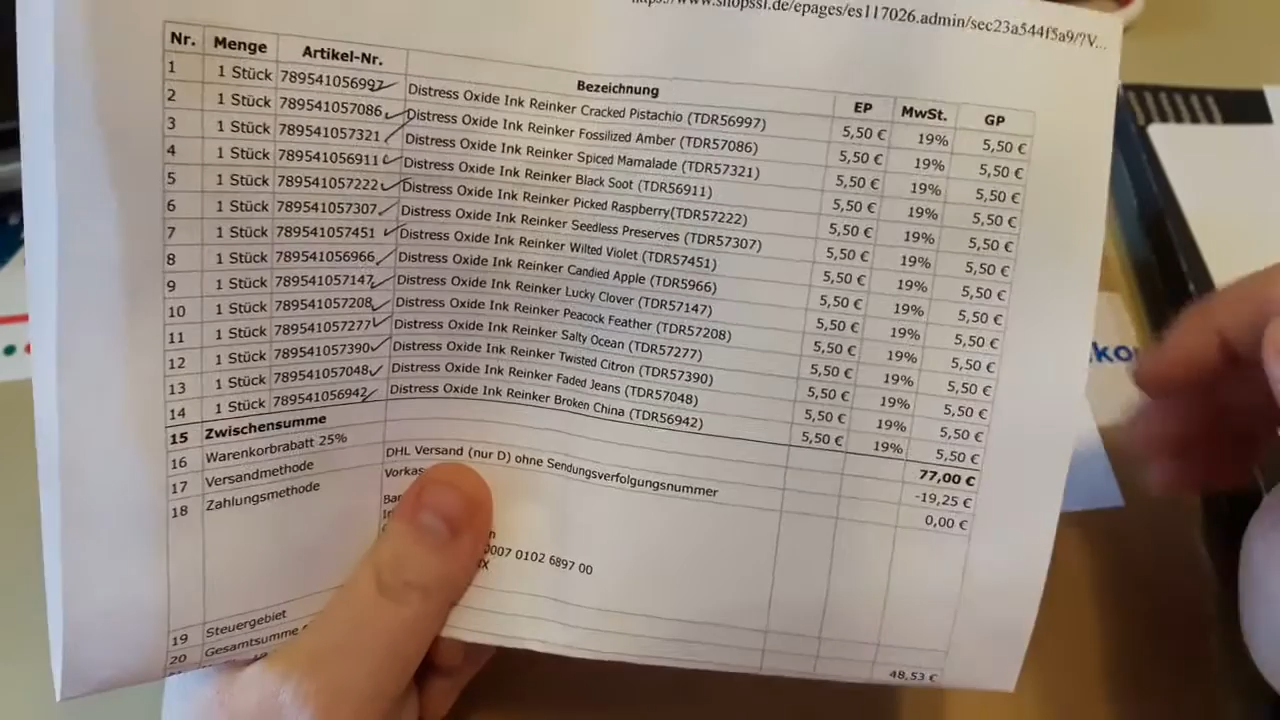 https://www.shopssl.de/epages/es117026.admin/sec23a544f5a9/?V...
Nr. Menge Artikel-Nr. Bezeichnung EP MwSt. GP
1 1 Stück 789541056997 Distress Oxide Ink Reinker Cracked Pistachio (TDR56997) 5,50 € 19% 5,50 €
2 1 Stück 789541057086 Distress Oxide Ink Reinker Fossilized Amber (TDR57086) 5,50 € 19% 5,50 €
3 1 Stück 789541057321 Distress Oxide Ink Reinker Spiced Mamalade (TDR57321) 5,50 € 19% 5,50 €
4 1 Stück 789541056911 Distress Oxide Ink Reinker Black Soot (TDR56911) 5,50 € 19% 5,50 €
5 1 Stück 789541057222 Distress Oxide Ink Reinker Picked Raspberry(TDR57222) 5,50 € 19% 5,50 €
6 1 Stück 789541057307 Distress Oxide Ink Reinker Seedless Preserves (TDR57307) 5,50 € 19% 5,50 €
7 1 Stück 789541057451 Distress Oxide Ink Reinker Wilted Violet (TDR57451) 5,50 € 19% 5,50 €
8 1 Stück 789541056966 Distress Oxide Ink Reinker Candied Apple (TDR5966) 5,50 € 19% 5,50 €
9 1 Stück 789541057147 Distress Oxide Ink Reinker Lucky Clover (TDR57147) 5,50 € 19% 5,50 €
10 1 Stück 789541057208 Distress Oxide Ink Reinker Peacock Feather (TDR57208) 5,50 € 19% 5,50 €
11 1 Stück 789541057277 Distress Oxide Ink Reinker Salty Ocean (TDR57277) 5,50 € 19% 5,50 €
12 1 Stück 789541057390 Distress Oxide Ink Reinker Twisted Citron (TDR57390) 5,50 € 19% 5,50 €
13 1 Stück 789541057048 Distress Oxide Ink Reinker Faded Jeans (TDR57048) 5,50 € 19% 5,50 €
14 1 Stück 789541056942 Distress Oxide Ink Reinker Broken China (TDR56942) 5,50 € 19% 5,50 €
15 Zwischensumme 77,00 €
16 Warenkorbrabatt 25% -19,25 €
17 Versandmethode DHL Versand (nur D) ohne Sendungsverfolgungsnummer 0,00 €
18 Zahlungsmethode
0007 0102 6897 00
19 Steuergebiet
20 Gesamtsumme 48,53 €